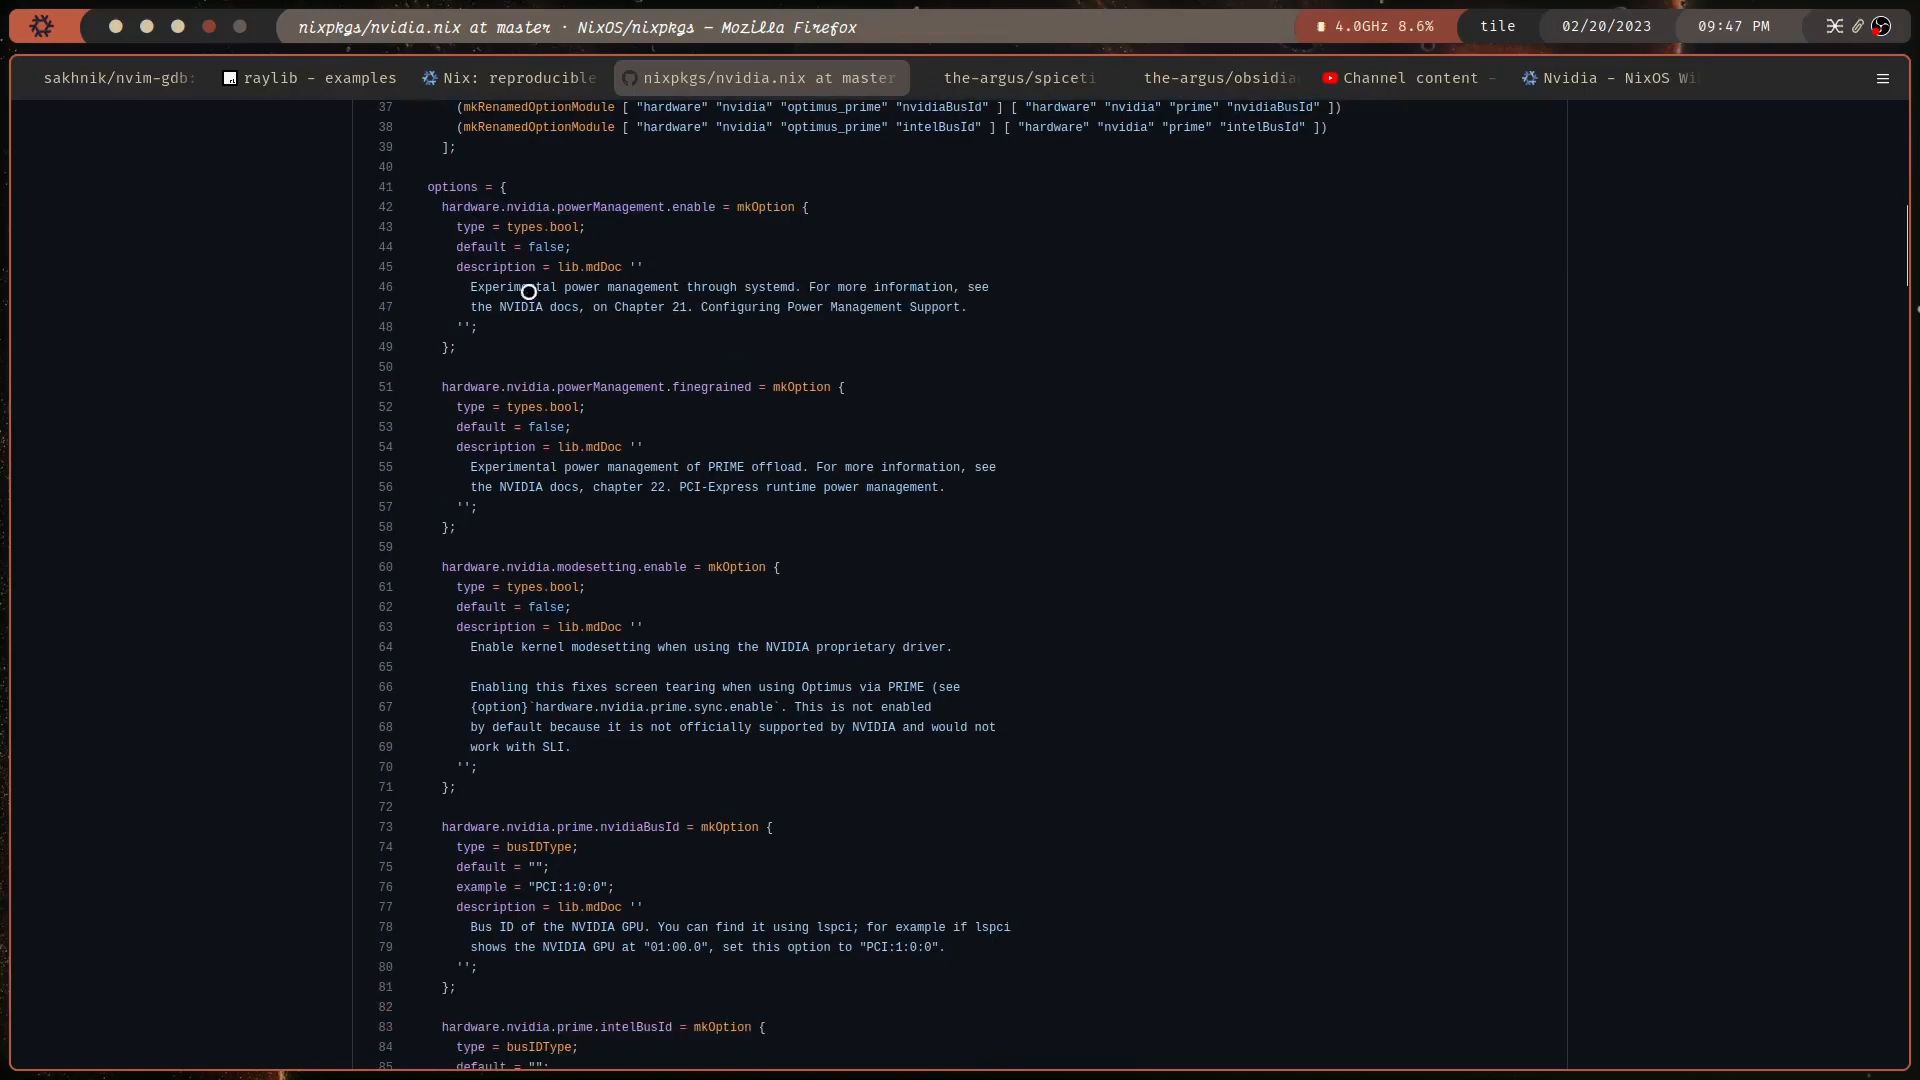 nixpkgs/nvidia.nix at master · NixOS/nixpkgs — Mozilla Firefox
4.0GHz 8.6%
tile
02/20/2023
09:47 PM
sakhnik/nvim-gdb:
raylib - examples
Nix: reproducible
nixpkgs/nvidia.nix at master
the-argus/spiceti
the-argus/obsidia
Channel content -
Nvidia - NixOS Wi
37 (mkRenamedOptionModule [ "hardware" "nvidia" "optimus_prime" "nvidiaBusId" ] [ "hardware" "nvidia" "prime" "nvidiaBusId" ])
38 (mkRenamedOptionModule [ "hardware" "nvidia" "optimus_prime" "intelBusId" ] [ "hardware" "nvidia" "prime" "intelBusId" ])
39 ];
40
41 options = {
42 hardware.nvidia.powerManagement.enable = mkOption {
43 type = types.bool;
44 default = false;
45 description = lib.mdDoc ''
46 Experimental power management through systemd. For more information, see
47 the NVIDIA docs, on Chapter 21. Configuring Power Management Support.
48 '';
49 };
50
51 hardware.nvidia.powerManagement.finegrained = mkOption {
52 type = types.bool;
53 default = false;
54 description = lib.mdDoc ''
55 Experimental power management of PRIME offload. For more information, see
56 the NVIDIA docs, chapter 22. PCI-Express runtime power management.
57 '';
58 };
59
60 hardware.nvidia.modesetting.enable = mkOption {
61 type = types.bool;
62 default = false;
63 description = lib.mdDoc ''
64 Enable kernel modesetting when using the NVIDIA proprietary driver.
65
66 Enabling this fixes screen tearing when using Optimus via PRIME (see
67 {option}`hardware.nvidia.prime.sync.enable`. This is not enabled
68 by default because it is not officially supported by NVIDIA and would not
69 work with SLI.
70 '';
71 };
72
73 hardware.nvidia.prime.nvidiaBusId = mkOption {
74 type = busIDType;
75 default = "";
76 example = "PCI:1:0:0";
77 description = lib.mdDoc ''
78 Bus ID of the NVIDIA GPU. You can find it using lspci; for example if lspci
79 shows the NVIDIA GPU at "01:00.0", set this option to "PCI:1:0:0".
80 '';
81 };
82
83 hardware.nvidia.prime.intelBusId = mkOption {
84 type = busIDType;
85 default = "";